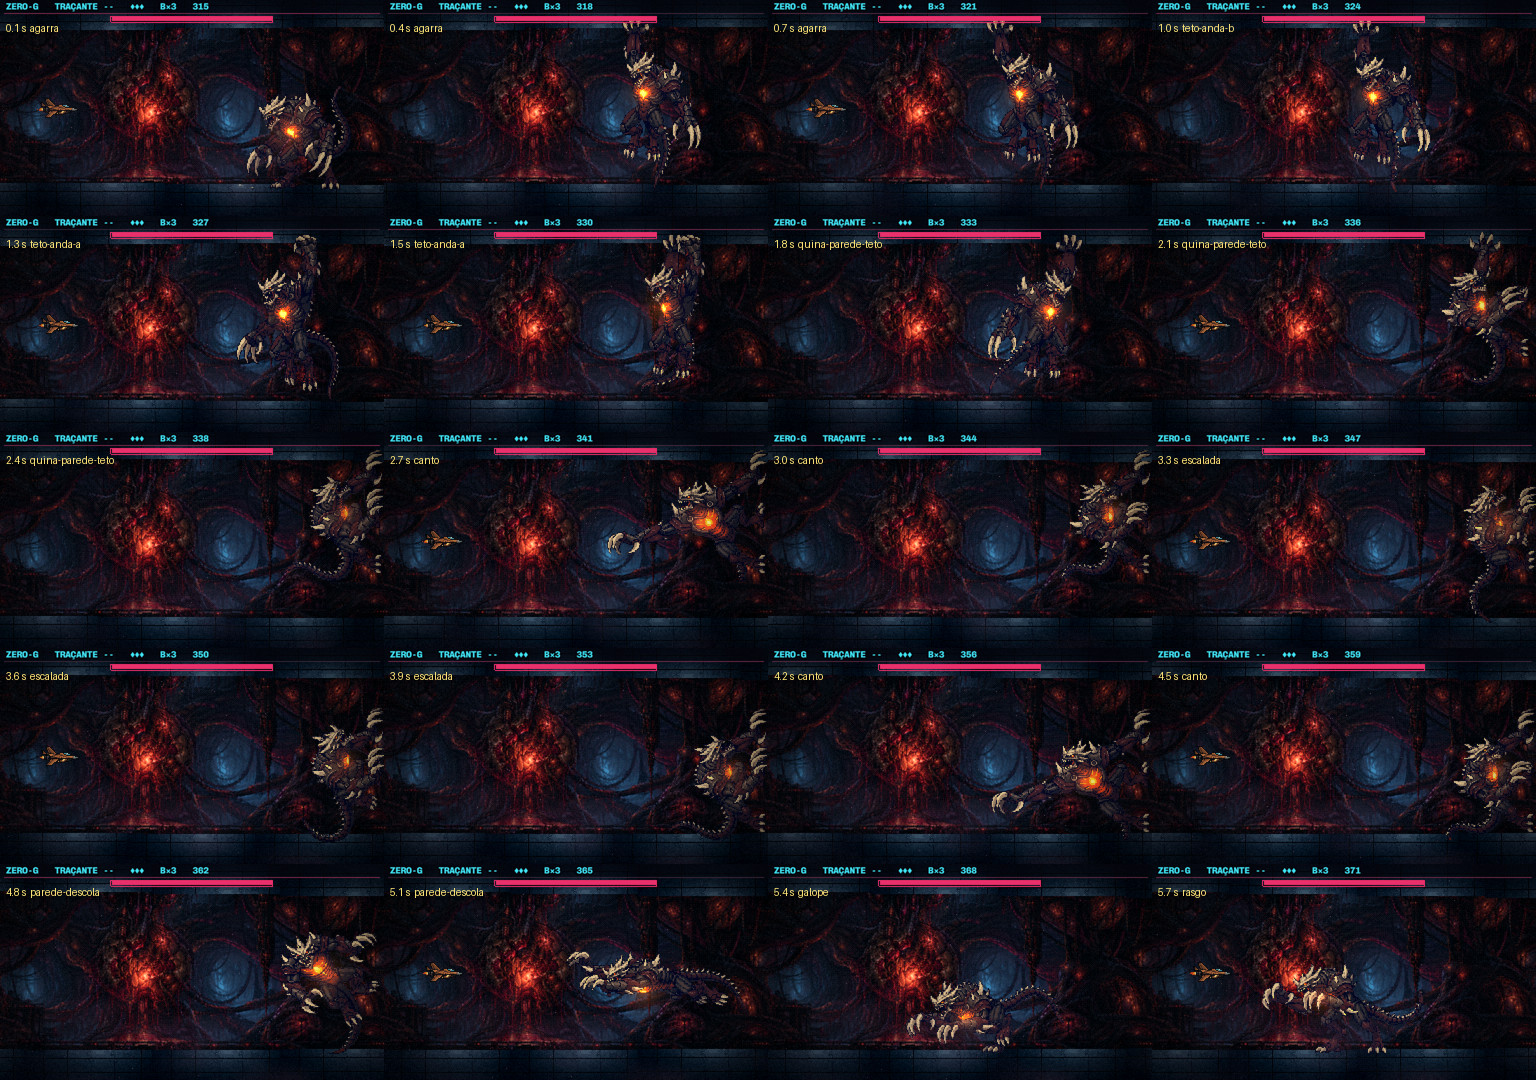 ZERO-G TRAÇANTE -- ♦♦♦ B×3 315
0.1 s agarra
ZERO-G TRAÇANTE -- ♦♦♦ B×3 318
0.4 s agarra
ZERO-G TRAÇANTE -- ♦♦♦ B×3 321
0.7 s agarra
ZERO-G TRAÇANTE -- ♦♦♦ B×3 324
1.0 s teto-anda-b
ZERO-G TRAÇANTE -- ♦♦♦ B×3 327
1.3 s teto-anda-a
ZERO-G TRAÇANTE -- ♦♦♦ B×3 330
1.5 s teto-anda-a
ZERO-G TRAÇANTE -- ♦♦♦ B×3 333
1.8 s quina-parede-teto
ZERO-G TRAÇANTE -- ♦♦♦ B×3 336
2.1 s quina-parede-teto
ZERO-G TRAÇANTE -- ♦♦♦ B×3 338
2.4 s quina-parede-teto
ZERO-G TRAÇANTE -- ♦♦♦ B×3 341
2.7 s canto
ZERO-G TRAÇANTE -- ♦♦♦ B×3 344
3.0 s canto
ZERO-G TRAÇANTE -- ♦♦♦ B×3 347
3.3 s escalada
ZERO-G TRAÇANTE -- ♦♦♦ B×3 350
3.6 s escalada
ZERO-G TRAÇANTE -- ♦♦♦ B×3 353
3.9 s escalada
ZERO-G TRAÇANTE -- ♦♦♦ B×3 356
4.2 s canto
ZERO-G TRAÇANTE -- ♦♦♦ B×3 359
4.5 s canto
ZERO-G TRAÇANTE -- ♦♦♦ B×3 362
4.8 s parede-descola
ZERO-G TRAÇANTE -- ♦♦♦ B×3 365
5.1 s parede-descola
ZERO-G TRAÇANTE -- ♦♦♦ B×3 368
5.4 s galope
ZERO-G TRAÇANTE -- ♦♦♦ B×3 371
5.7 s rasgo